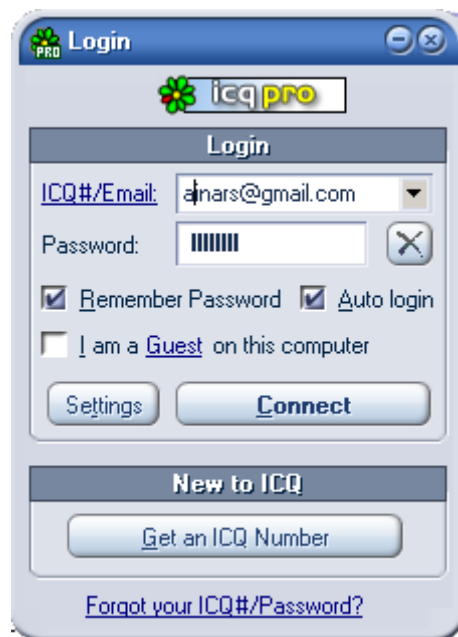 PRO Login
icq pro
Login
ICQ#/Email: ainars@gmail.com
Password:
Remember Password Auto login
I am a Guest on this computer
Settings Connect
New to ICQ
Get an ICQ Number
Forgot your ICQ#/Password?